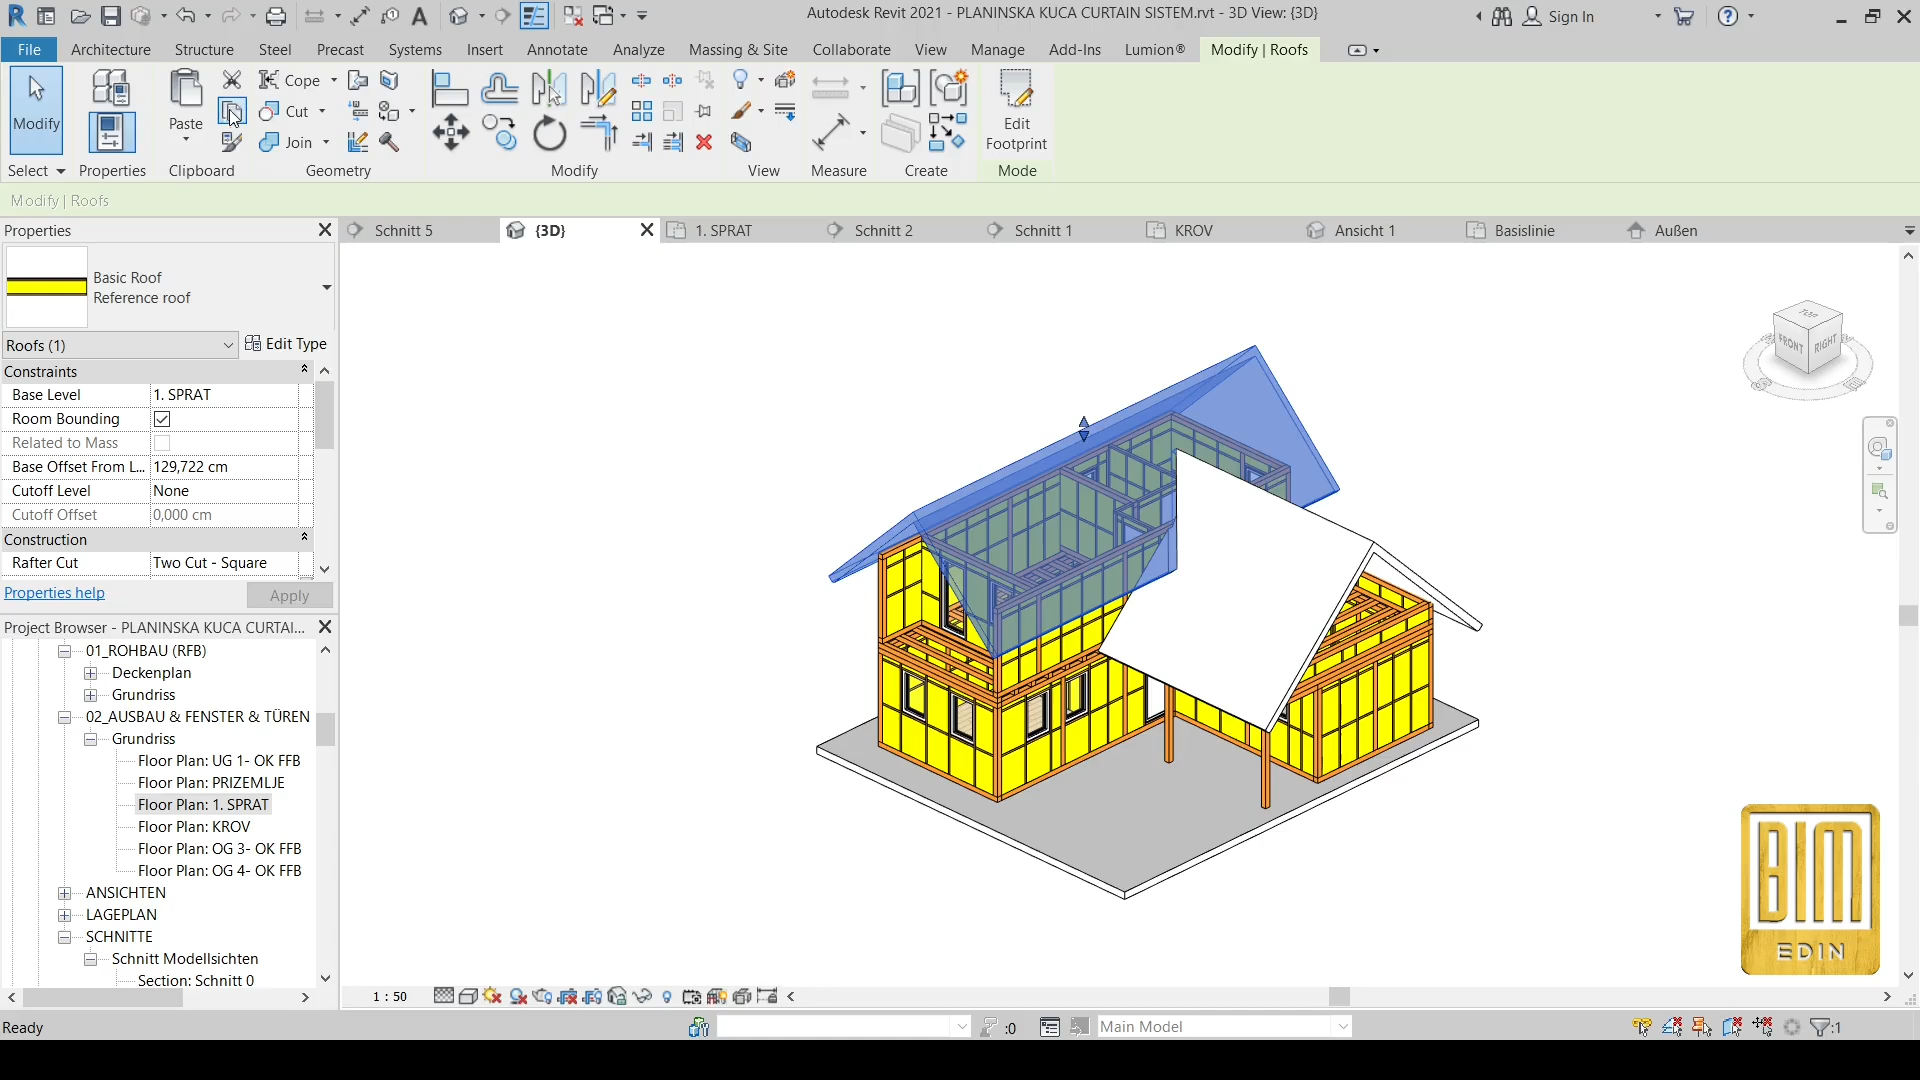 Autodesk Revit 2021 - PLANINSKA KUCA CURTAIN SISTEM.rvt - 3D View: {3D}
Sign In
File Architecture Structure Steel Precast Systems Insert Annotate Analyze Massing & Site Collaborate View Manage Add-Ins Lumion® Modify | Roofs
Modify
Paste
Cope
Cut
Join
Edit
Footprint
Select Properties Clipboard Geometry Modify View Measure Create Mode
Modify | Roofs
Properties
Schnitt 5 {3D} 1. SPRAT Schnitt 2 Schnitt 1 KROV Ansicht 1 Basislinie Außen
Basic Roof
Reference roof
Roofs (1) Edit Type
Constraints
Base Level 1. SPRAT
Room Bounding
Related to Mass
Base Offset From L... 129,722 cm
Cutoff Level None
Cutoff Offset 0,000 cm
Construction
Rafter Cut Two Cut - Square
Properties help Apply
Project Browser - PLANINSKA KUCA CURTAI...
01_ROHBAU (RFB)
Deckenplan
Grundriss
02_AUSBAU & FENSTER & TÜREN
Grundriss
Floor Plan: UG 1- OK FFB
Floor Plan: PRIZEMLJE
Floor Plan: 1. SPRAT
Floor Plan: KROV
Floor Plan: OG 3- OK FFB
Floor Plan: OG 4- OK FFB
ANSICHTEN
LAGEPLAN
SCHNITTE
Schnitt Modellsichten
Section: Schnitt 0
TOP
FRONT RIGHT
BIM
EDIN
1 : 50
Ready
:0
Main Model
:1